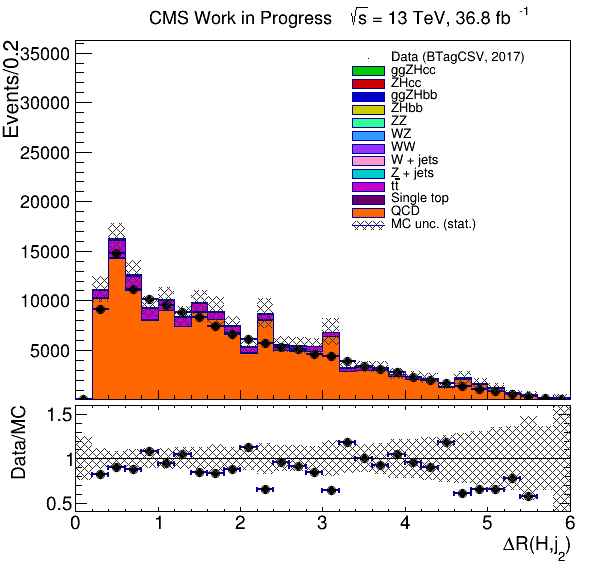 CMS Work in Progress √s = 13 TeV, 36.8 fb⁻¹
Events/0.2
35000
30000
25000
20000
15000
10000
5000
Data (BTagCSV, 2017)
ggZHcc
ZHcc
ggZHbb
ZHbb
ZZ
WZ
WW
W + jets
Z + jets
tt̅
Single top
QCD
MC unc. (stat.)
Data/MC
1.5
1
0.5
0 1 2 3 4 5 6
ΔR(H,j₂)